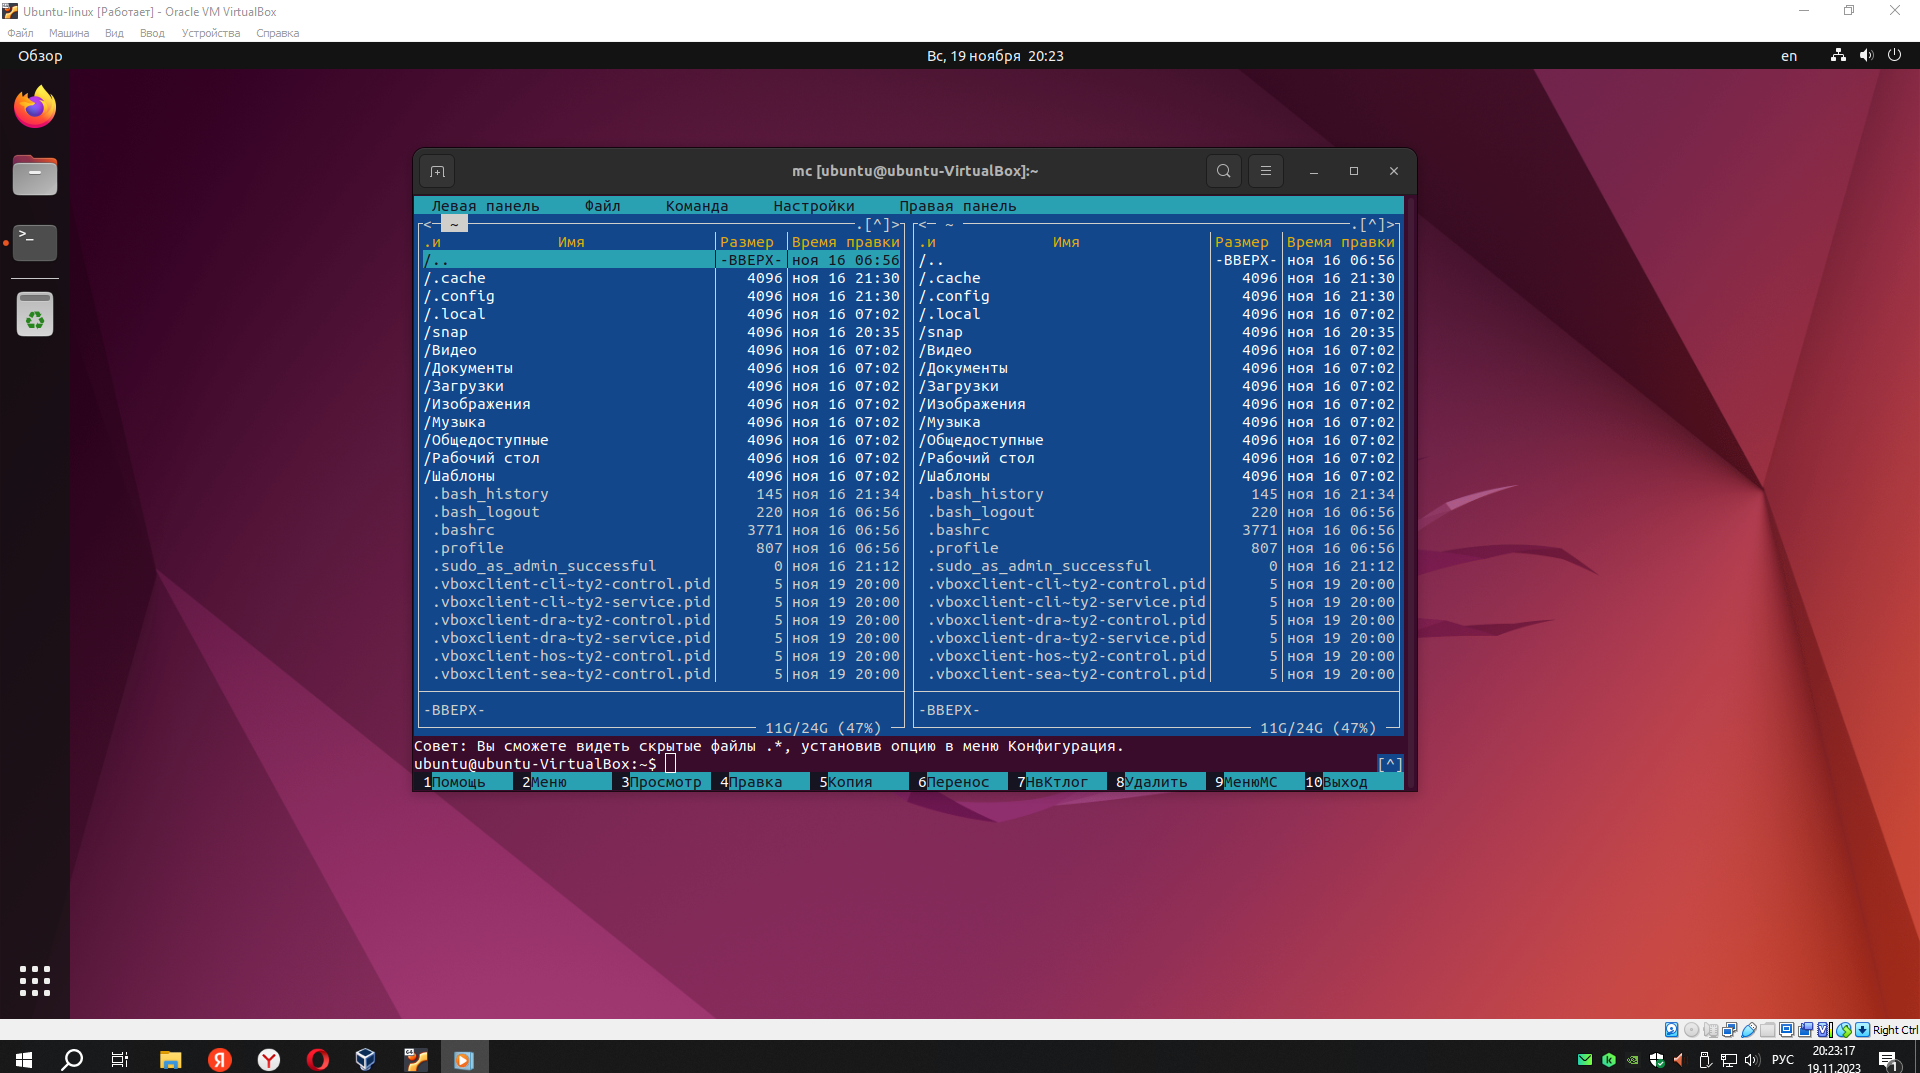 Ubuntu-linux [Работает] - Oracle VM VirtualBox
Файл Машина Вид Ввод Устройства Справка
Обзор Вс, 19 ноября 20:23 en
mc [ubuntu@ubuntu-VirtualBox]:~
Левая панель Файл Команда Настройки Правая панель
<─ ~ .[^]> <─ ~ .[^]>
.и Имя Размер Время правки .и Имя Размер Время правки
/.. -ВВЕРХ- ноя 16 06:56 /.. -ВВЕРХ- ноя 16 06:56
/.cache 4096 ноя 16 21:30 /.cache 4096 ноя 16 21:30
/.config 4096 ноя 16 21:30 /.config 4096 ноя 16 21:30
/.local 4096 ноя 16 07:02 /.local 4096 ноя 16 07:02
/snap 4096 ноя 16 20:35 /snap 4096 ноя 16 20:35
/Видео 4096 ноя 16 07:02 /Видео 4096 ноя 16 07:02
/Документы 4096 ноя 16 07:02 /Документы 4096 ноя 16 07:02
/Загрузки 4096 ноя 16 07:02 /Загрузки 4096 ноя 16 07:02
/Изображения 4096 ноя 16 07:02 /Изображения 4096 ноя 16 07:02
/Музыка 4096 ноя 16 07:02 /Музыка 4096 ноя 16 07:02
/Общедоступные 4096 ноя 16 07:02 /Общедоступные 4096 ноя 16 07:02
/Рабочий стол 4096 ноя 16 07:02 /Рабочий стол 4096 ноя 16 07:02
/Шаблоны 4096 ноя 16 07:02 /Шаблоны 4096 ноя 16 07:02
.bash_history 145 ноя 16 21:34 .bash_history 145 ноя 16 21:34
.bash_logout 220 ноя 16 06:56 .bash_logout 220 ноя 16 06:56
.bashrc 3771 ноя 16 06:56 .bashrc 3771 ноя 16 06:56
.profile 807 ноя 16 06:56 .profile 807 ноя 16 06:56
.sudo_as_admin_successful 0 ноя 16 21:12 .sudo_as_admin_successful 0 ноя 16 21:12
.vboxclient-cli~ty2-control.pid 5 ноя 19 20:00 .vboxclient-cli~ty2-control.pid 5 ноя 19 20:00
.vboxclient-cli~ty2-service.pid 5 ноя 19 20:00 .vboxclient-cli~ty2-service.pid 5 ноя 19 20:00
.vboxclient-dra~ty2-control.pid 5 ноя 19 20:00 .vboxclient-dra~ty2-control.pid 5 ноя 19 20:00
.vboxclient-dra~ty2-service.pid 5 ноя 19 20:00 .vboxclient-dra~ty2-service.pid 5 ноя 19 20:00
.vboxclient-hos~ty2-control.pid 5 ноя 19 20:00 .vboxclient-hos~ty2-control.pid 5 ноя 19 20:00
.vboxclient-sea~ty2-control.pid 5 ноя 19 20:00 .vboxclient-sea~ty2-control.pid 5 ноя 19 20:00
-ВВЕРХ- -ВВЕРХ-
11G/24G (47%) 11G/24G (47%)
Совет: Вы сможете видеть скрытые файлы .*, установив опцию в меню Конфигурация.
ubuntu@ubuntu-VirtualBox:~$ [^]
1Помощь 2Меню 3Просмотр 4Правка 5Копия 6Перенос 7НвКтлог 8Удалить 9МенюMC 10Выход
Right Ctrl
РУС 20:23:17
19.11.2023 1